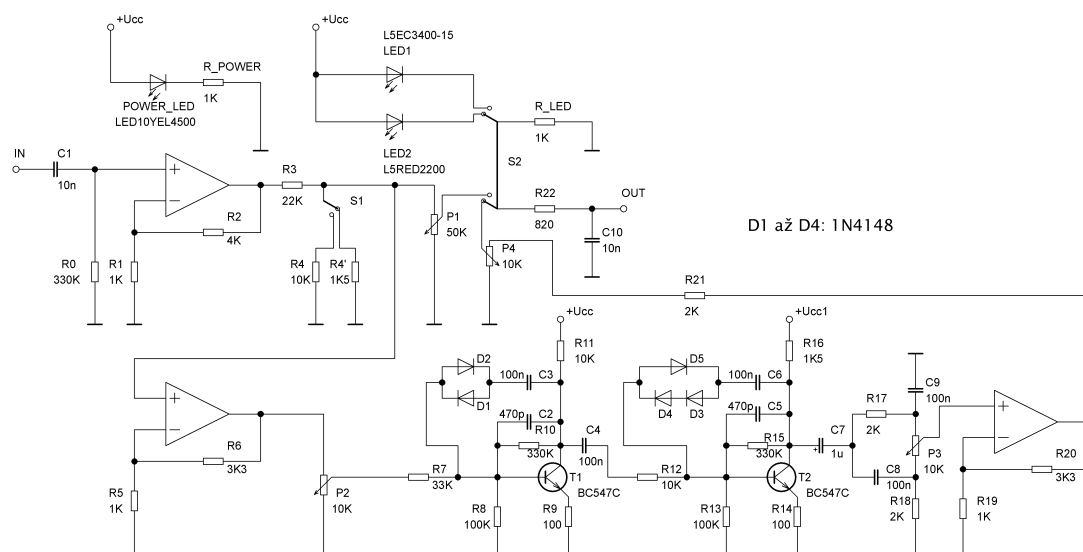 +Ucc
+Ucc
L5EC3400-15
LED1
R_POWER
1K
POWER_LED
LED10YEL4500
R_LED
1K
LED2
L5RED2200
S2
IN
C1
10n
R3
22K
S1
R2
4K
R0
330K
R1
1K
R4
10K
R4'
1K5
P1
50K
R22
820
OUT
C10
10n
P4
10K
D1 až D4: 1N4148
R21
2K
+Ucc
+Ucc1
R11
10K
R16
1K5
D2
100n
C3
D1
470p
C2
R10
330K
C4
100n
D5
100n
C6
D4
D3
470p
C5
R15
330K
C7
1u
R17
2K
C9
100n
R6
3K3
R5
1K
P2
10K
R7
33K
T1
BC547C
R8
100K
R9
100
R12
10K
T2
BC547C
R13
100K
R14
100
C8
100n
P3
10K
R18
2K
R19
1K
R20
3K3